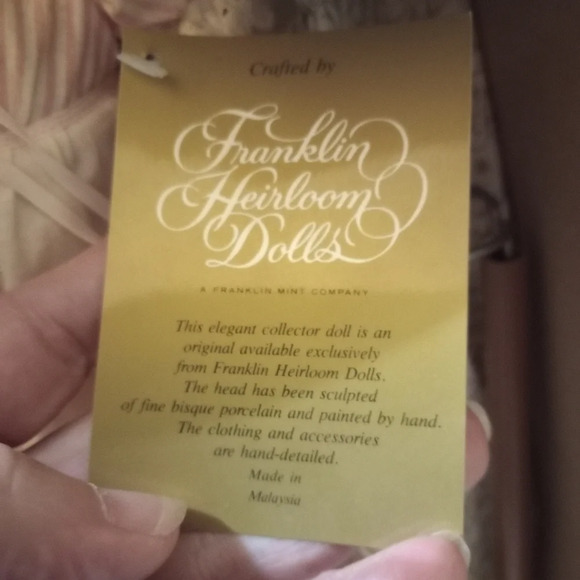 Crafted by
Franklin
Heirloom
Dolls
A FRANKLIN MINT COMPANY
This elegant collector doll is an
original available exclusively
from Franklin Heirloom Dolls.
The head has been sculpted
of fine bisque porcelain and painted by hand.
The clothing and accessories
are hand-detailed.
Made in
Malaysia